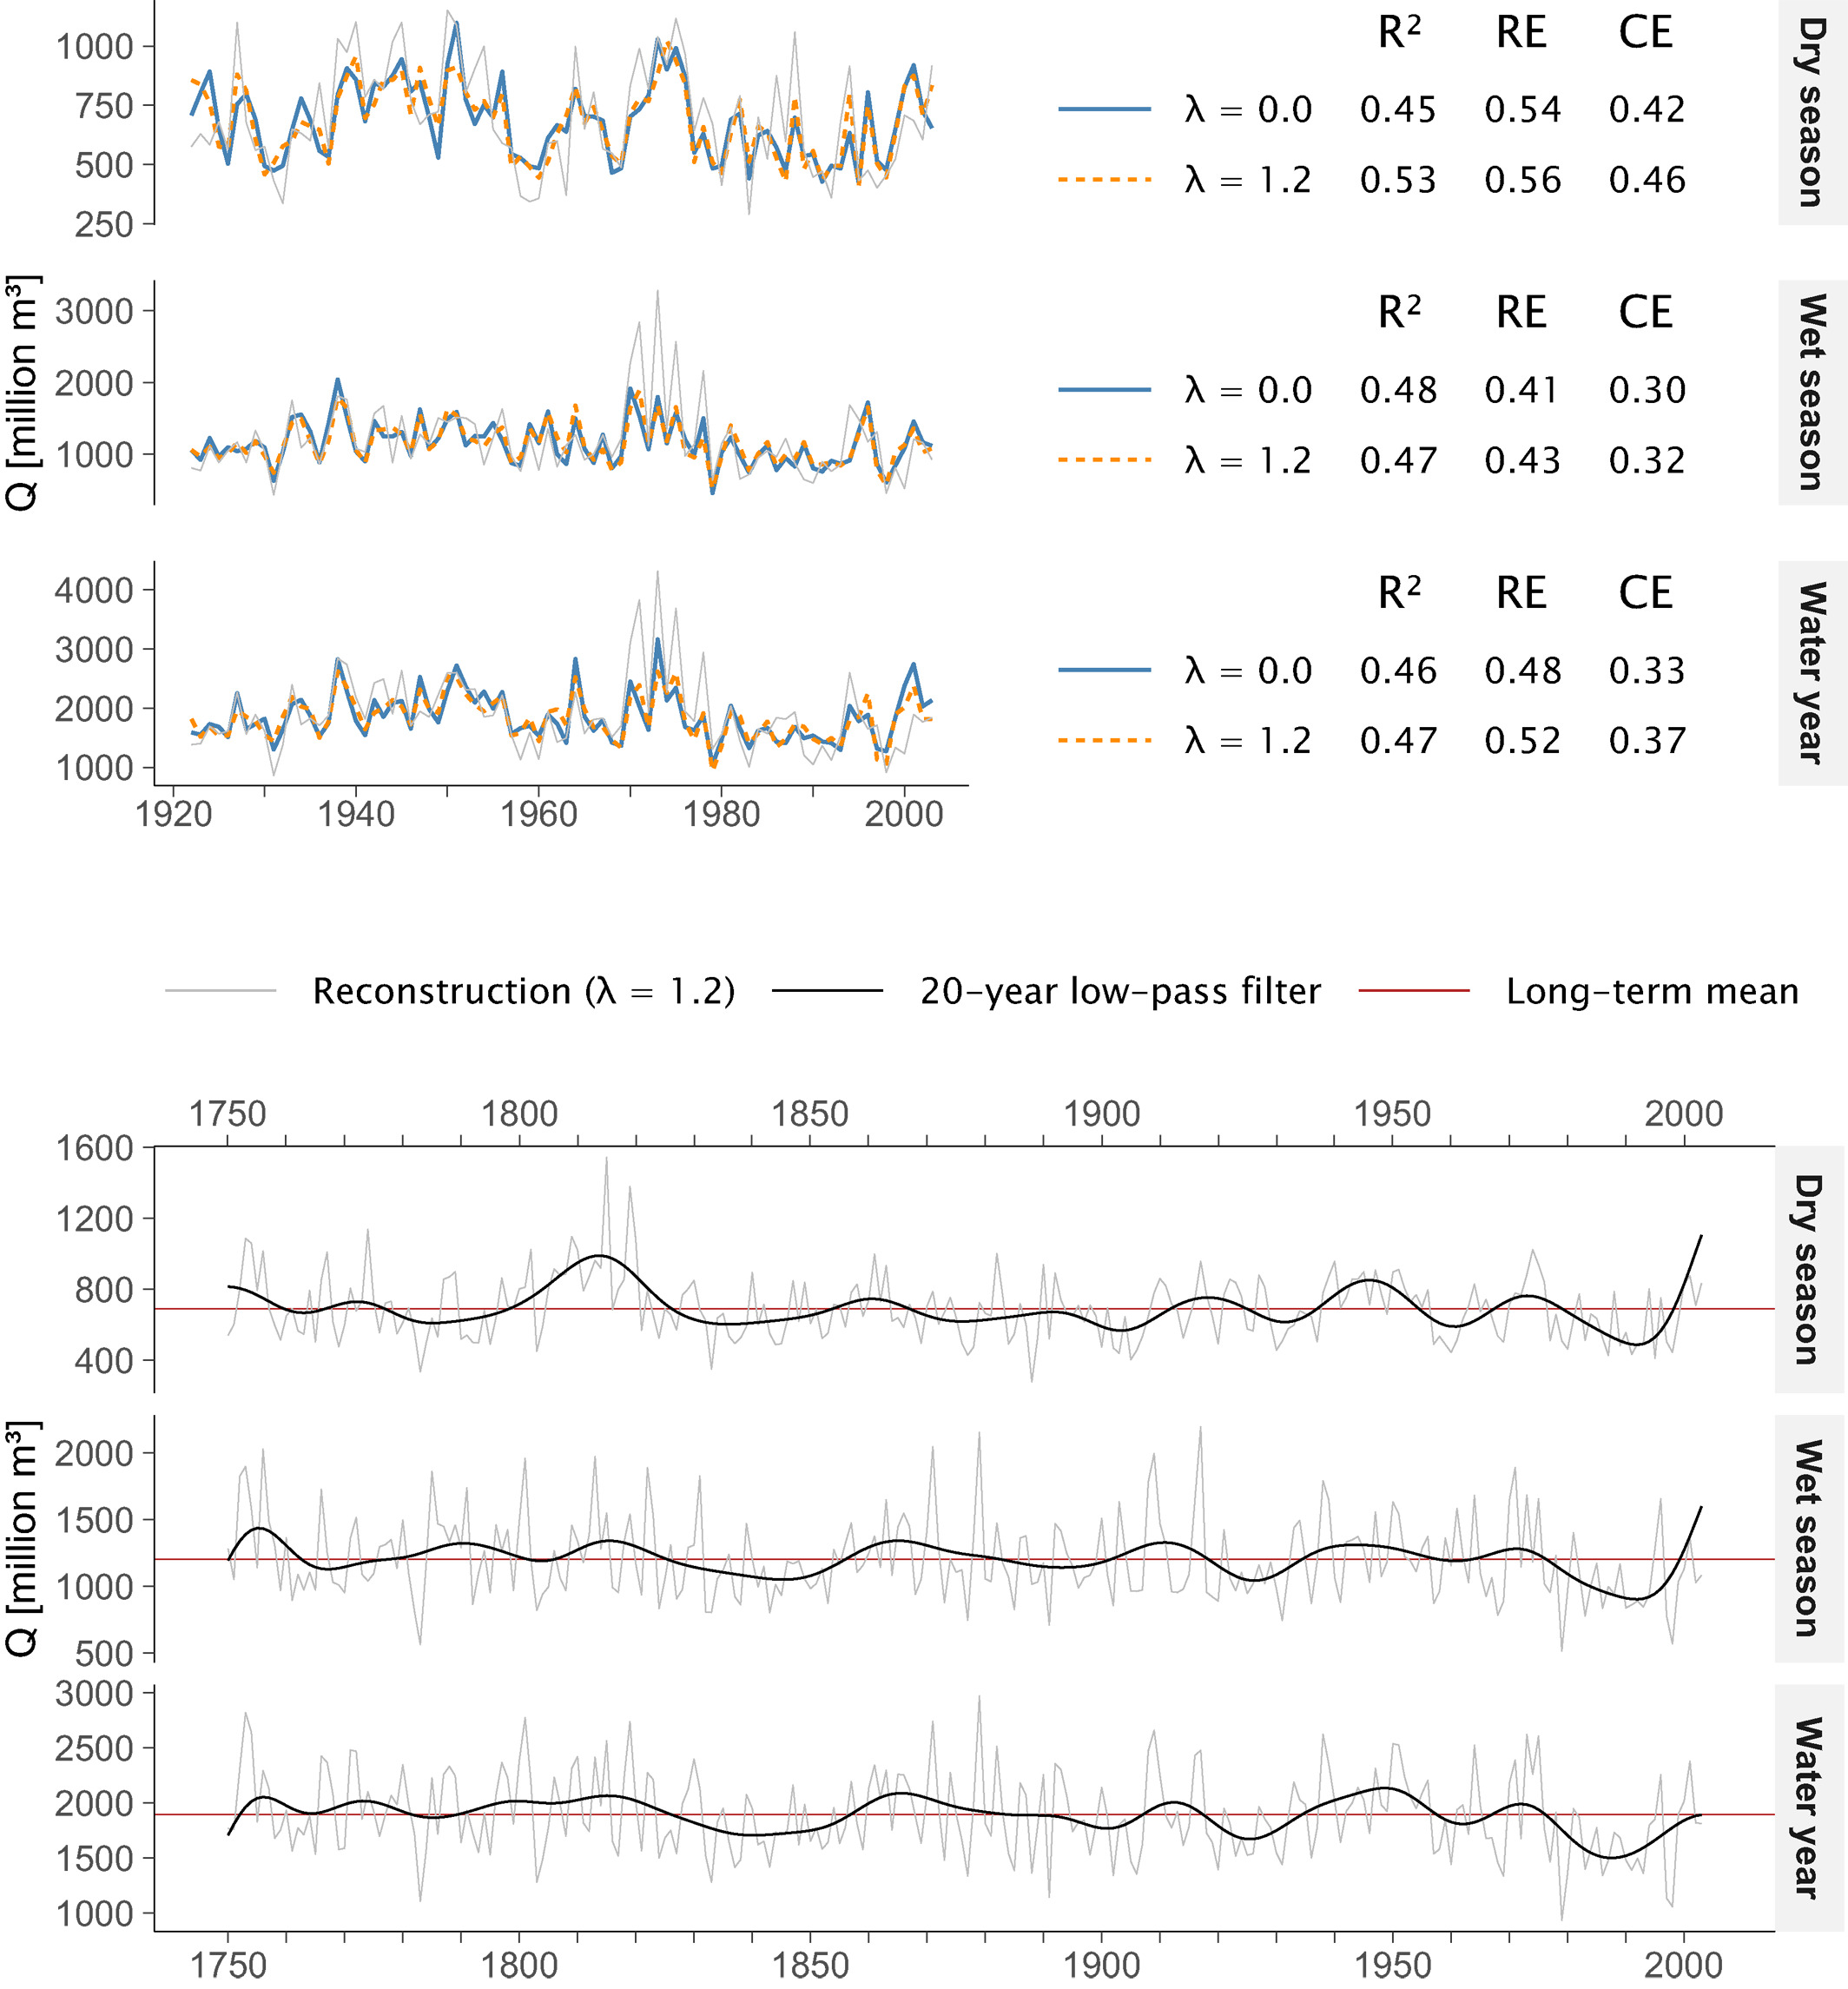 R² RE CE
1000
750
500
250
λ = 0.0 0.45 0.54 0.42
λ = 1.2 0.53 0.56 0.46
Dry season
Q [million m³]
R² RE CE
3000
2000
1000
λ = 0.0 0.48 0.41 0.30
λ = 1.2 0.47 0.43 0.32
Wet season
R² RE CE
4000
3000
2000
1000
λ = 0.0 0.46 0.48 0.33
λ = 1.2 0.47 0.52 0.37
Water year
1920 1940 1960 1980 2000
Reconstruction (λ = 1.2) 20-year low-pass filter Long-term mean
1750 1800 1850 1900 1950 2000
1600
1200
800
400
Dry season
Q [million m³]
2000
1500
1000
500
Wet season
3000
2500
2000
1500
1000
Water year
1750 1800 1850 1900 1950 2000